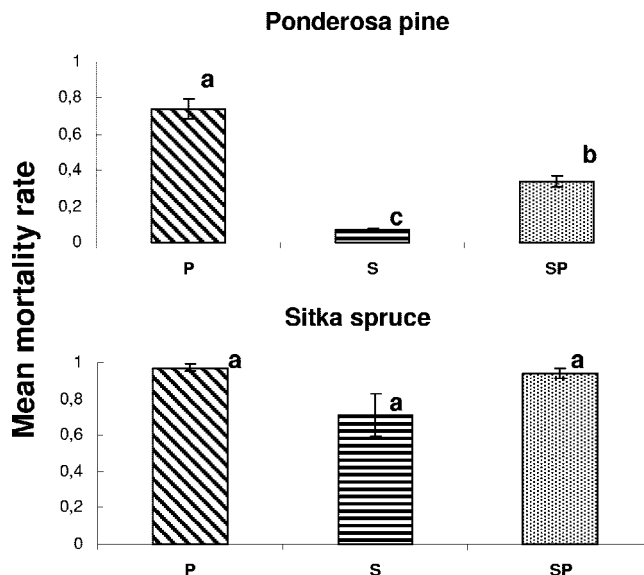 Ponderosa pine
Mean mortality rate
1
0,8
0,6
0,4
0,2
0
a
c
b
P S SP
Sitka spruce
1
0,8
0,6
0,4
0,2
0
a
a
a
P S SP